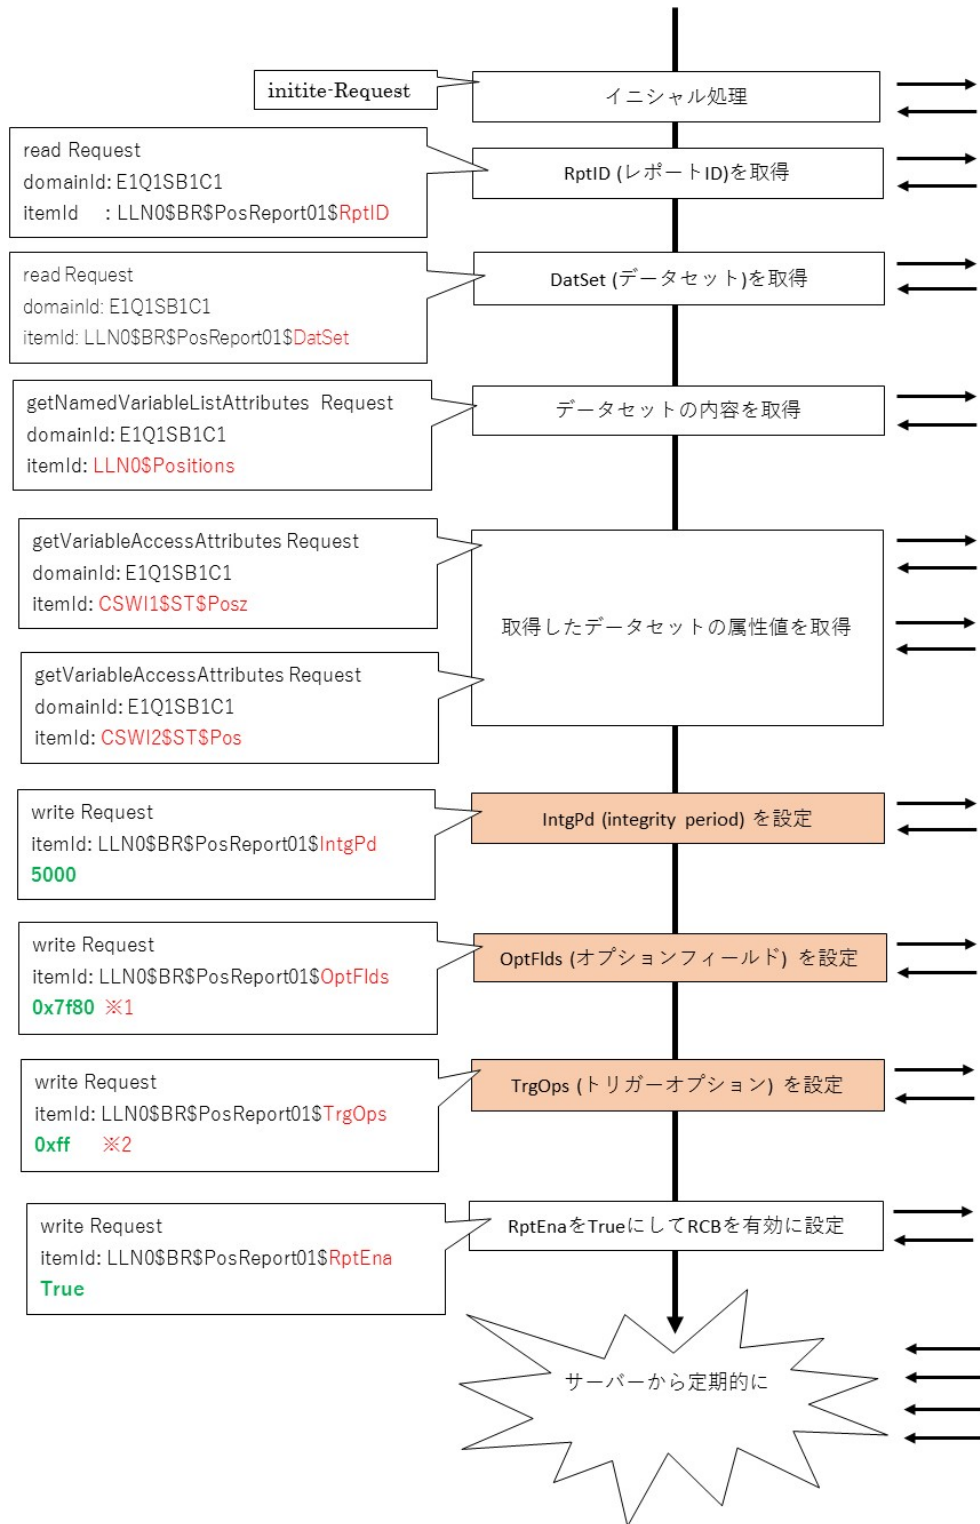 initite-Request
イニシャル処理
read Request
domainId: E1Q1SB1C1
itemId : LLN0$BR$PosReport01$RptID
RptID (レポートID)を取得
read Request
domainId: E1Q1SB1C1
itemId: LLN0$BR$PosReport01$DatSet
DatSet (データセット)を取得
getNamedVariableListAttributes Request
domainId: E1Q1SB1C1
itemId: LLN0$Positions
データセットの内容を取得
getVariableAccessAttributes Request
domainId: E1Q1SB1C1
itemId: CSWI1$ST$Posz
取得したデータセットの属性値を取得
getVariableAccessAttributes Request
domainId: E1Q1SB1C1
itemId: CSWI2$ST$Pos
write Request
itemId: LLN0$BR$PosReport01$IntgPd
5000
IntgPd (integrity period) を設定
write Request
itemId: LLN0$BR$PosReport01$OptFlds
0x7f80 ※1
OptFlds (オプションフィールド) を設定
write Request
itemId: LLN0$BR$PosReport01$TrgOps
0xff ※2
TrgOps (トリガーオプション) を設定
write Request
itemId: LLN0$BR$PosReport01$RptEna
True
RptEnaをTrueにしてRCBを有効に設定
サーバーから定期的に